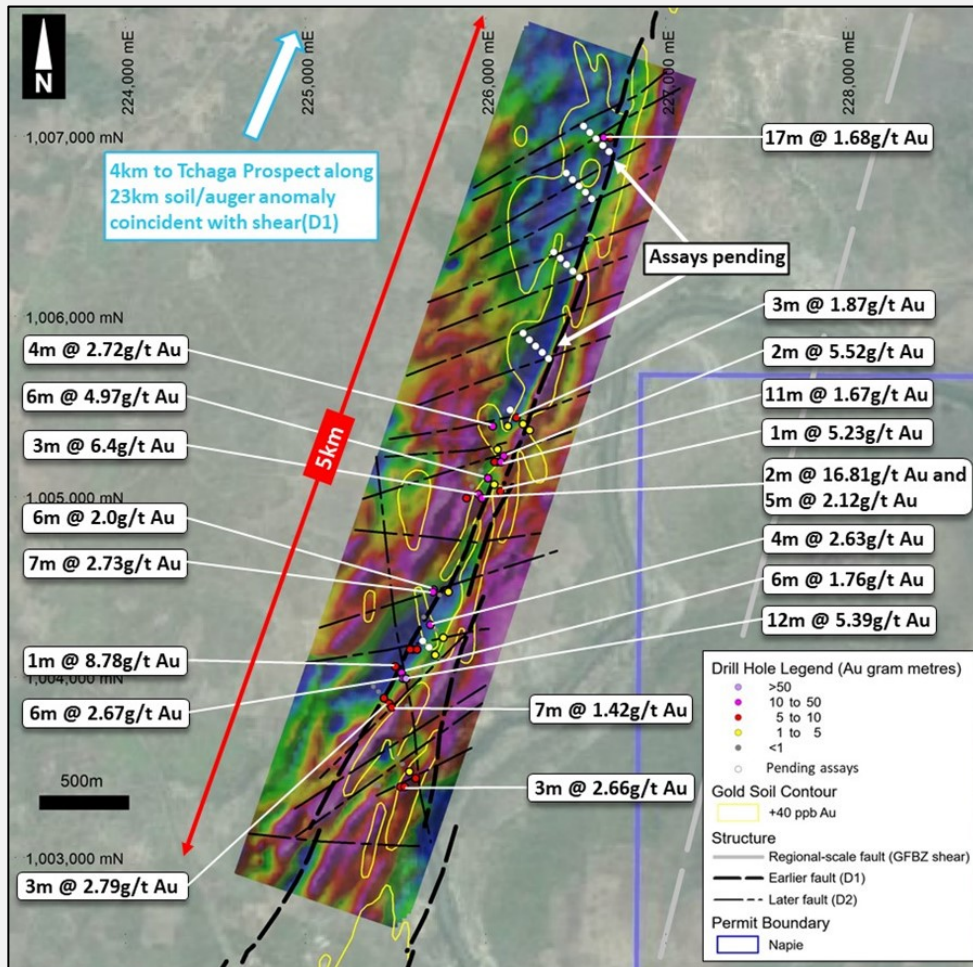 N
224,000 mE
225,000 mE
226,000 mE
227,000 mE
228,000 mE
1,007,000 mN
4km to Tchaga Prospect along
23km soil/auger anomaly
coincident with shear(D1)
17m @ 1.68g/t Au
Assays pending
1,006,000 mN
3m @ 1.87g/t Au
4m @ 2.72g/t Au
2m @ 5.52g/t Au
6m @ 4.97g/t Au
11m @ 1.67g/t Au
5km
3m @ 6.4g/t Au
1m @ 5.23g/t Au
1,005,000 mN
2m @ 16.81g/t Au and
5m @ 2.12g/t Au
6m @ 2.0g/t Au
4m @ 2.63g/t Au
7m @ 2.73g/t Au
6m @ 1.76g/t Au
12m @ 5.39g/t Au
1m @ 8.78g/t Au
1,004,000 mN
6m @ 2.67g/t Au
7m @ 1.42g/t Au
500m
3m @ 2.66g/t Au
1,003,000 mN
3m @ 2.79g/t Au
Drill Hole Legend (Au gram metres)
>50
10 to 50
5 to 10
1 to 5
<1
Pending assays
Gold Soil Contour
+40 ppb Au
Structure
Regional-scale fault (GFBZ shear)
Earlier fault (D1)
Later fault (D2)
Permit Boundary
Napie